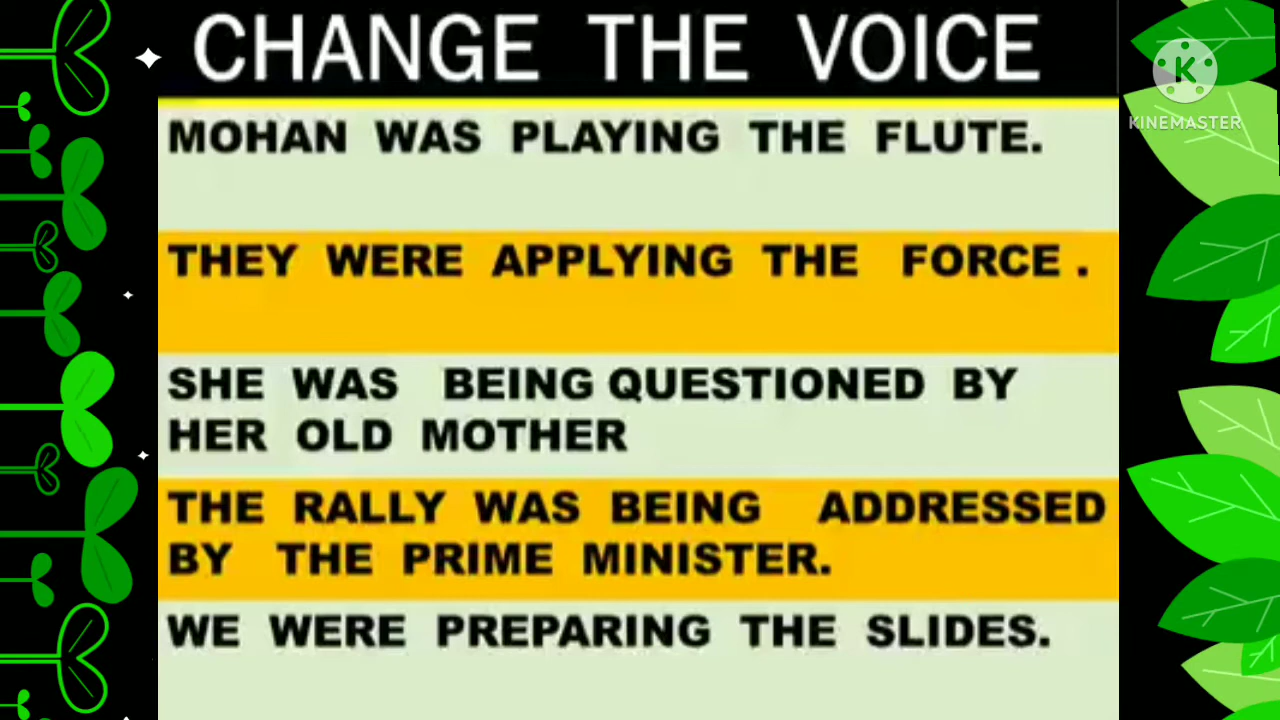 CHANGE THE VOICE
MOHAN WAS PLAYING THE FLUTE.
THEY WERE APPLYING THE FORCE .
SHE WAS BEING QUESTIONED BY
HER OLD MOTHER
THE RALLY WAS BEING ADDRESSED
BY THE PRIME MINISTER.
WE WERE PREPARING THE SLIDES.
K
KINEMASTER